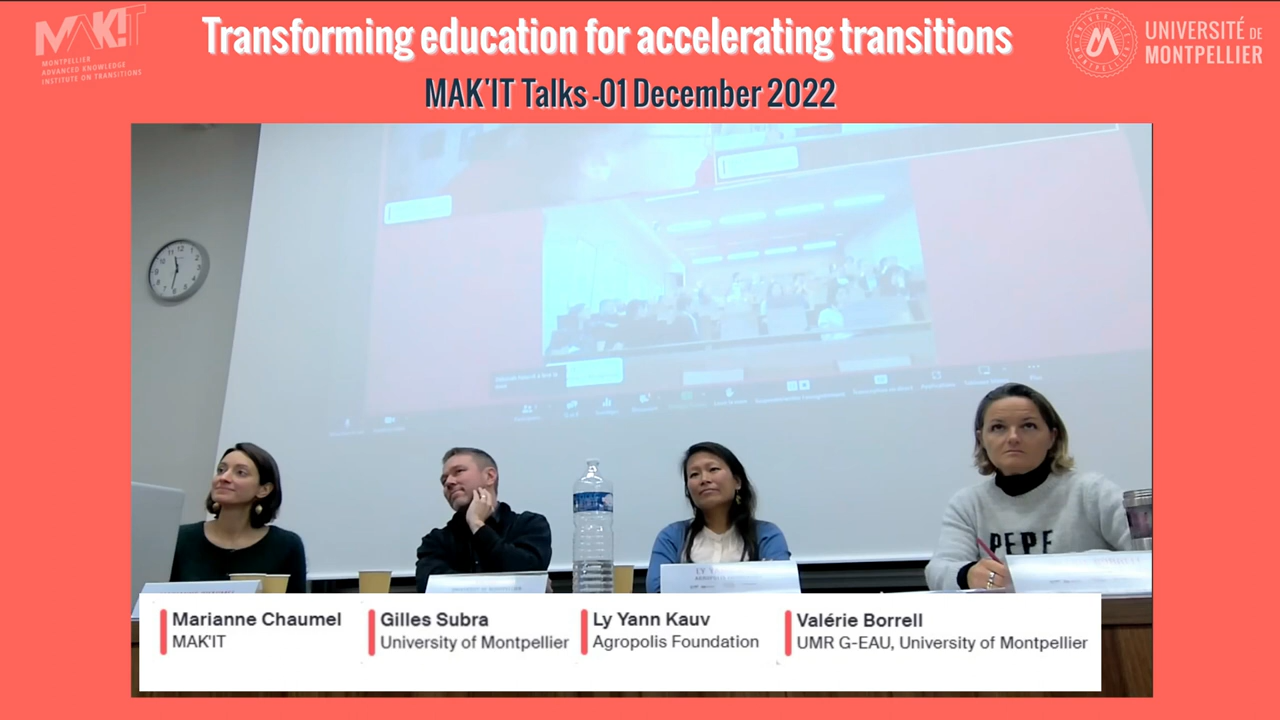 MAK!T
MONTPELLIER
ADVANCED KNOWLEDGE
INSTITUTE ON TRANSITIONS
Transforming education for accelerating transitions
MAK'IT Talks -01 December 2022
UNIVERSITÉ DE
MONTPELLIER
PEPE
LY YA
Marianne Chaumel
MAK'IT
Gilles Subra
University of Montpellier
Ly Yann Kauv
Agropolis Foundation
Valérie Borrell
UMR G-EAU, University of Montpellier